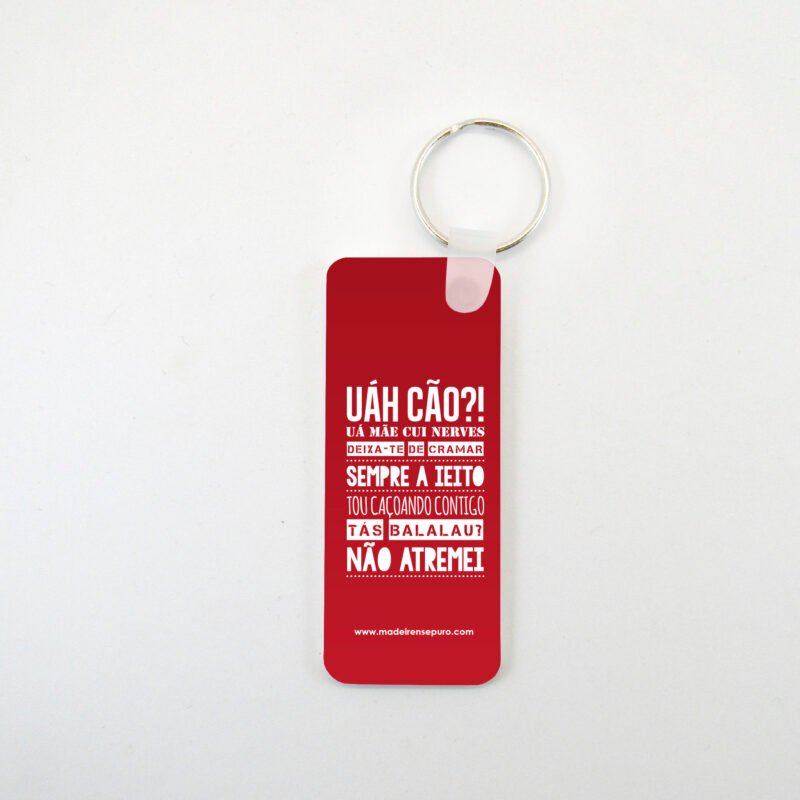 UÁH CÃO?!
UÁ MÃE CUI NERVES
DEIXA-TE DE CRAMAR
SEMPRE A IEITO
TOU CAÇOANDO CONTIGO
TÁS BALALAU?
NÃO ATREMEI
www.madeirensepuro.com